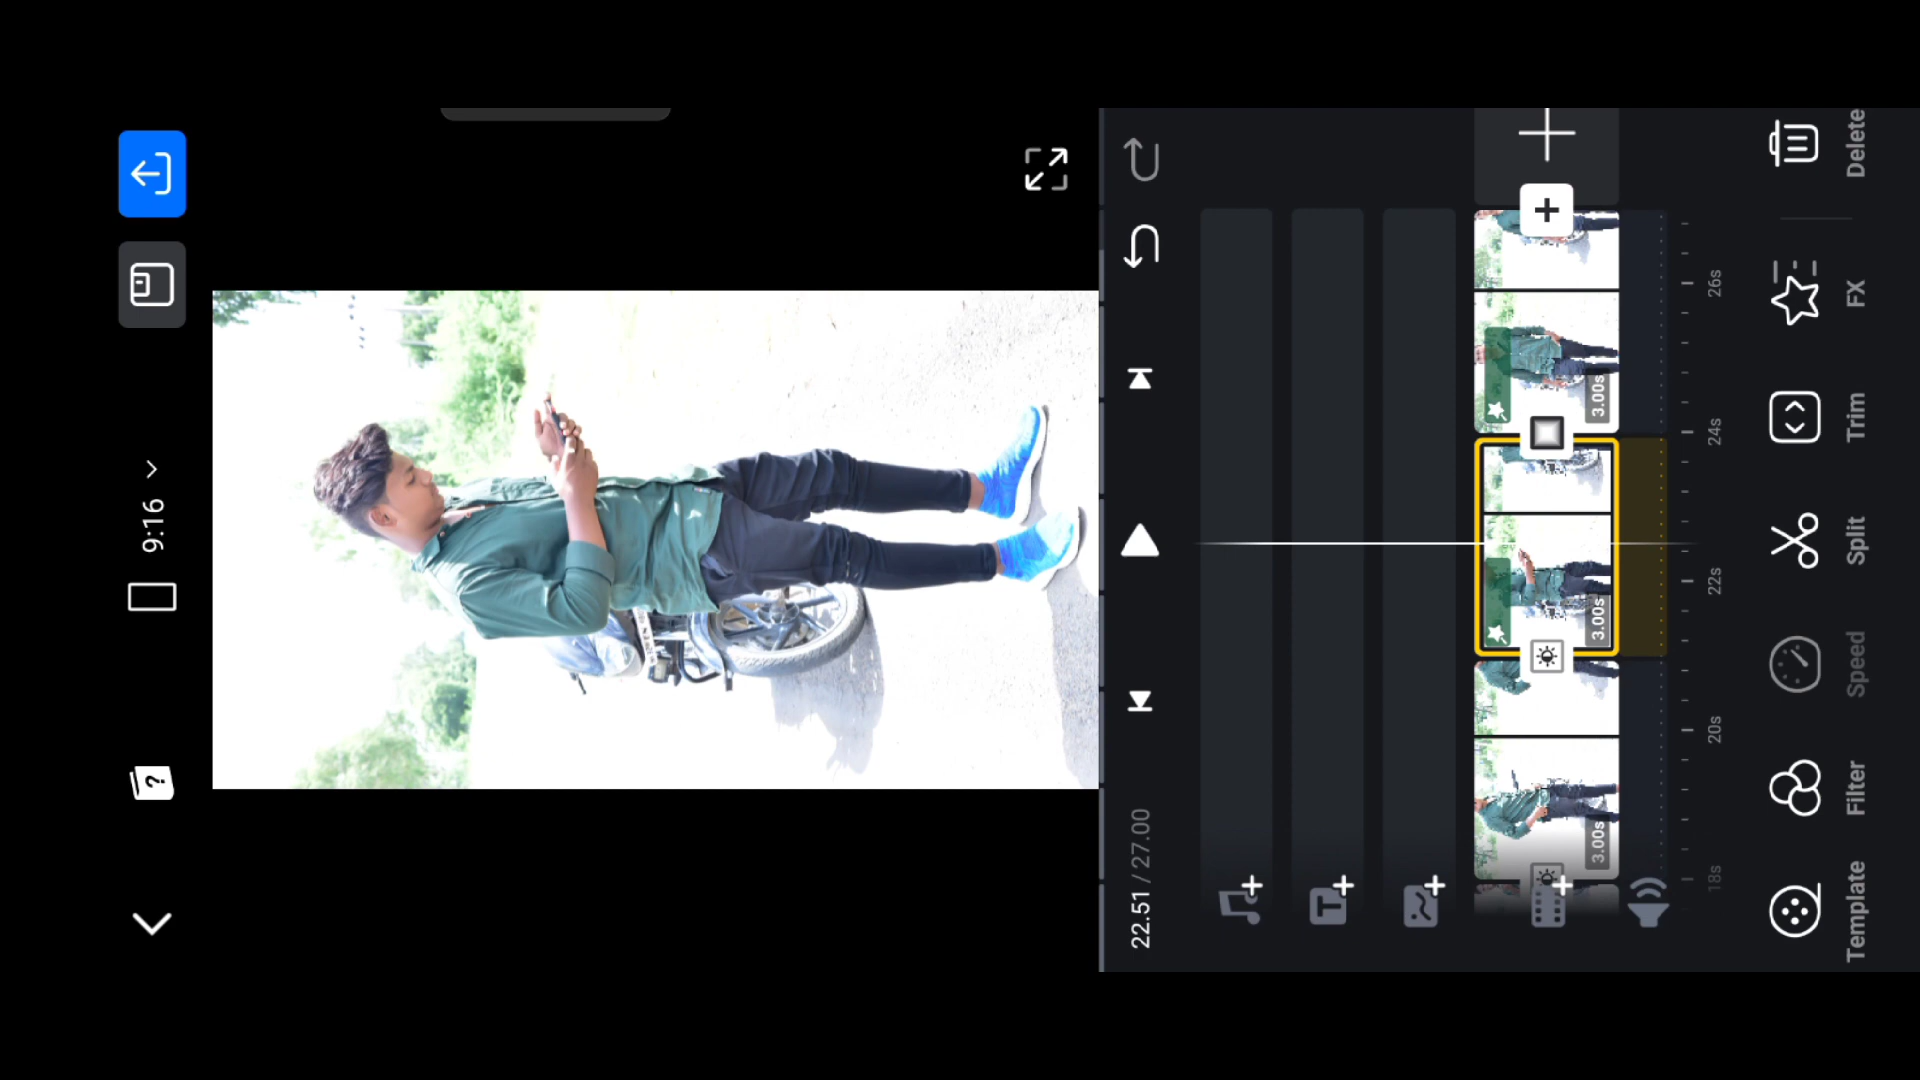 9:16
?
22.51 / 27.00
T
3.00s
3.00s
3.00s
18s
20s
22s
24s
26s
Template
Filter
Speed
Split
Trim
FX
Delete